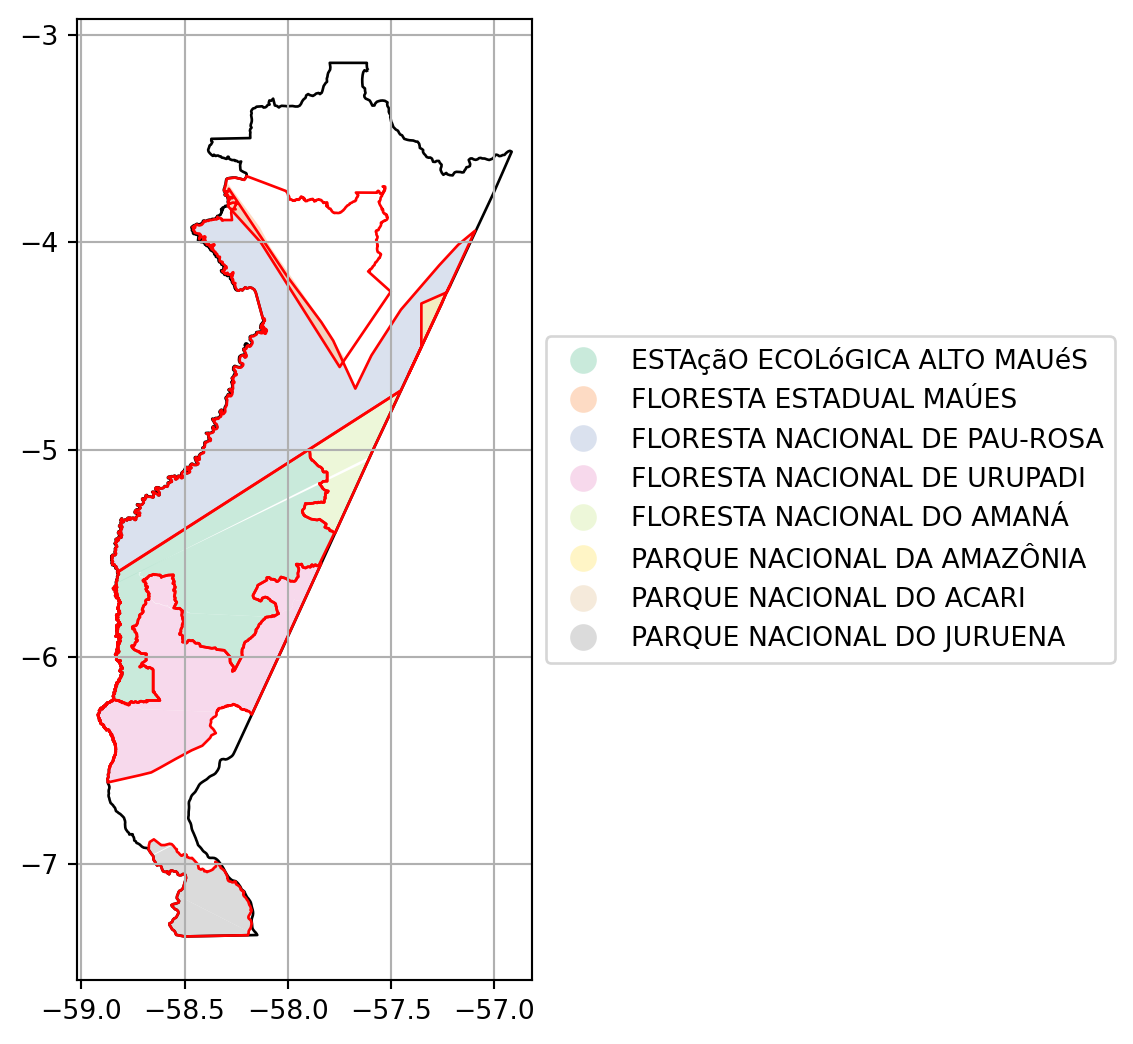 −3
−4
−5
−6
−7
−59.0 −58.5 −58.0 −57.5 −57.0
ESTAçãO ECOLóGICA ALTO MAUéS
FLORESTA ESTADUAL MAÚES
FLORESTA NACIONAL DE PAU-ROSA
FLORESTA NACIONAL DE URUPADI
FLORESTA NACIONAL DO AMANÁ
PARQUE NACIONAL DA AMAZÔNIA
PARQUE NACIONAL DO ACARI
PARQUE NACIONAL DO JURUENA